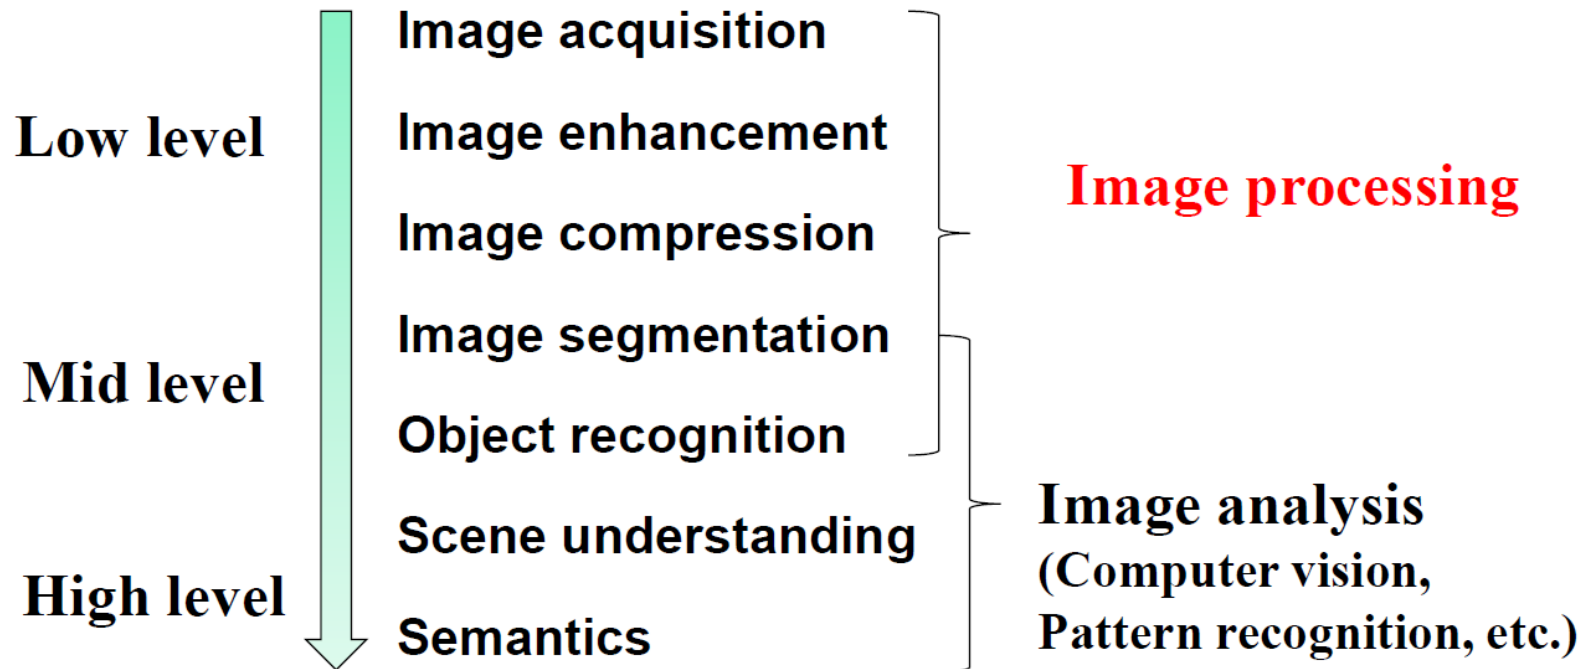 Low level
Mid level
High level
Image acquisition
Image enhancement
Image compression
Image segmentation
Object recognition
Scene understanding
Semantics
Image processing
Image analysis
(Computer vision,
Pattern recognition, etc.)